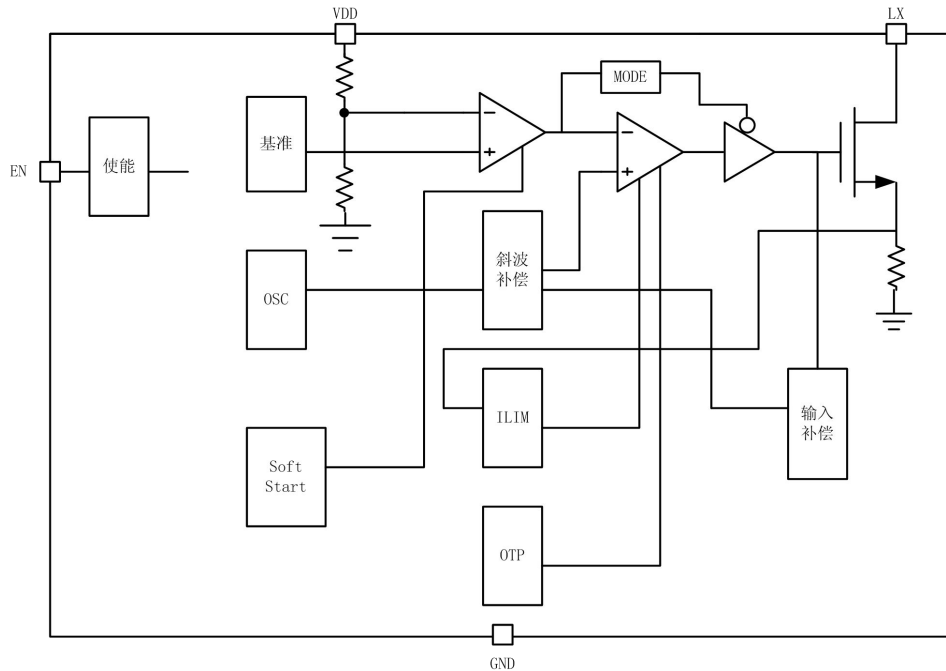 VDD
LX
MODE
基准
使能
EN
斜波
补偿
OSC
ILIM
输入
补偿
Soft
Start
OTP
GND